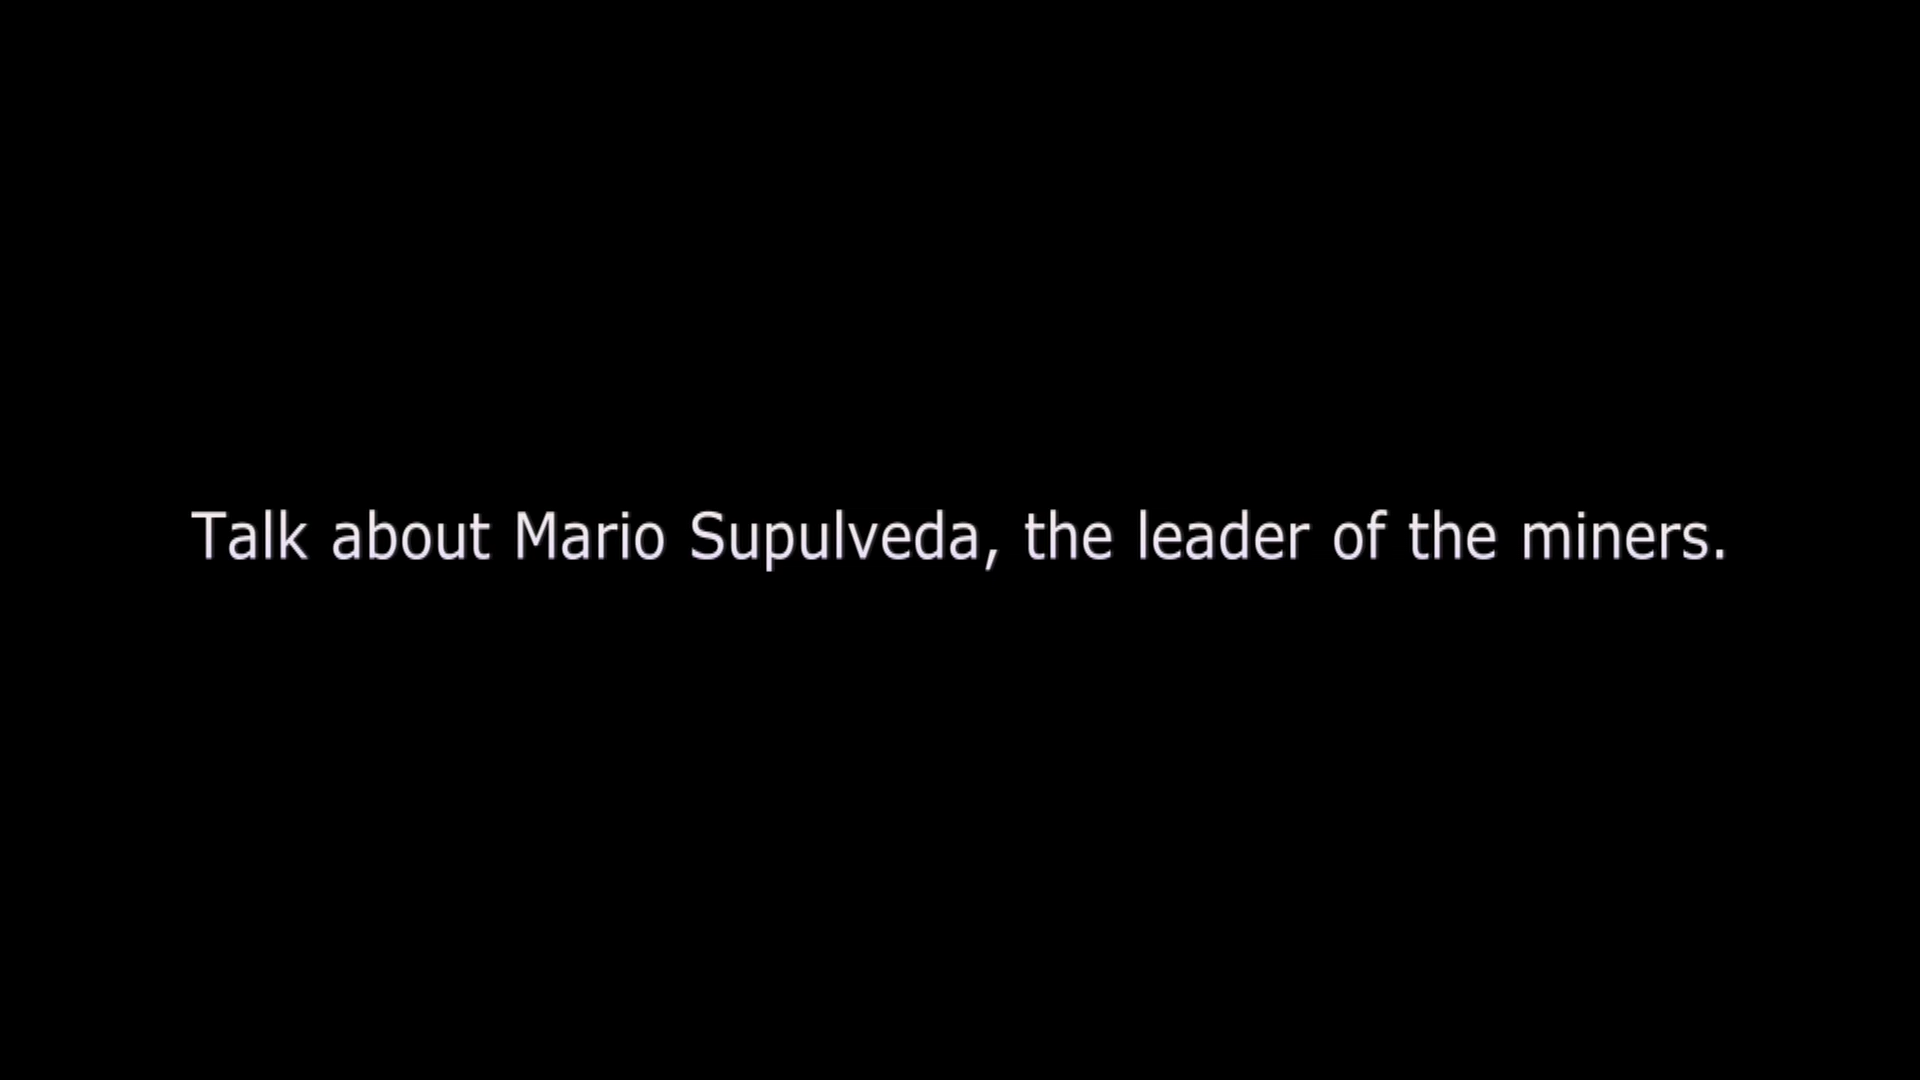 Talk about Mario Supulveda, the leader of the miners.